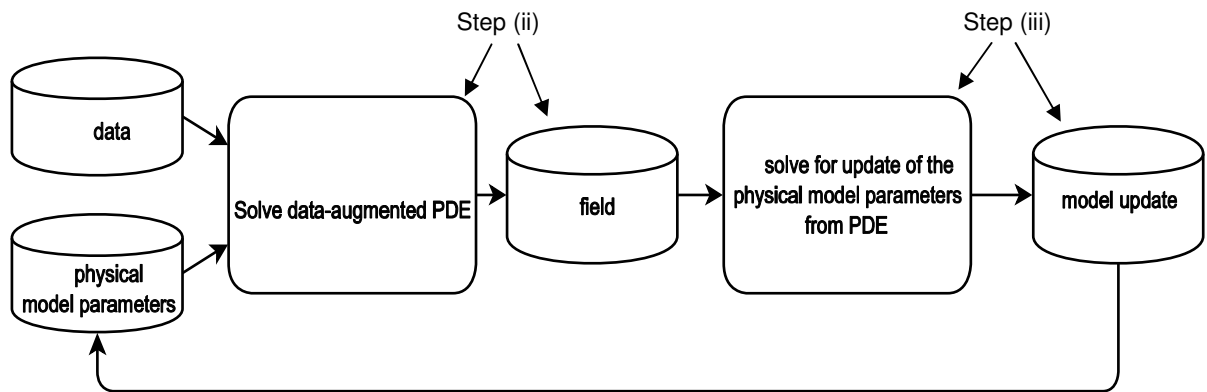 Step (ii)
Step (iii)
data
Solve data-augmented PDE
field
solve for update of the
physical model parameters
from PDE
model update
physical
model parameters